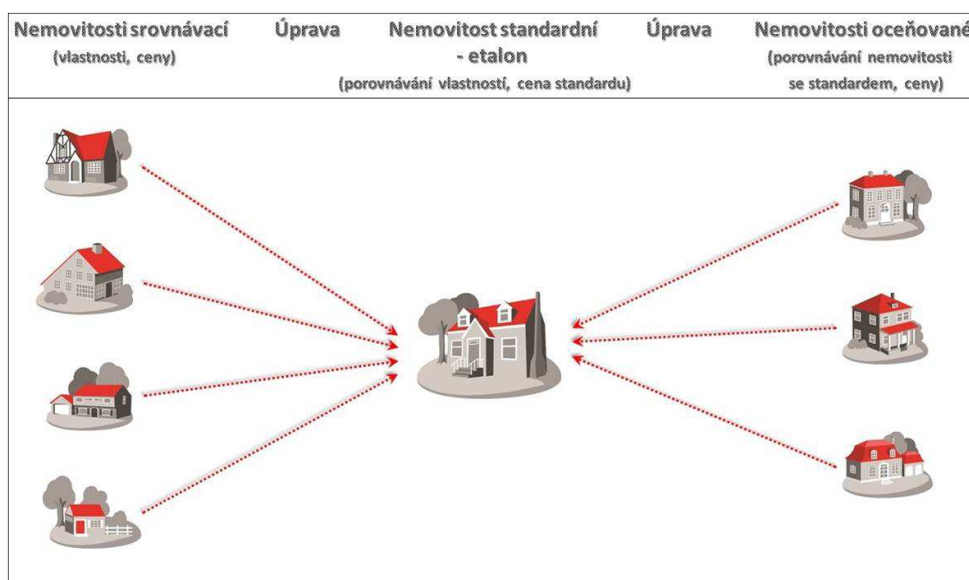 Nemovitosti srovnávací
(vlastnosti, ceny)
Úprava
Nemovitost standardní
- etalon
(porovnávání vlastností, cena standardu)
Úprava
Nemovitosti oceňované
(porovnávání nemovitosti
se standardem, ceny)